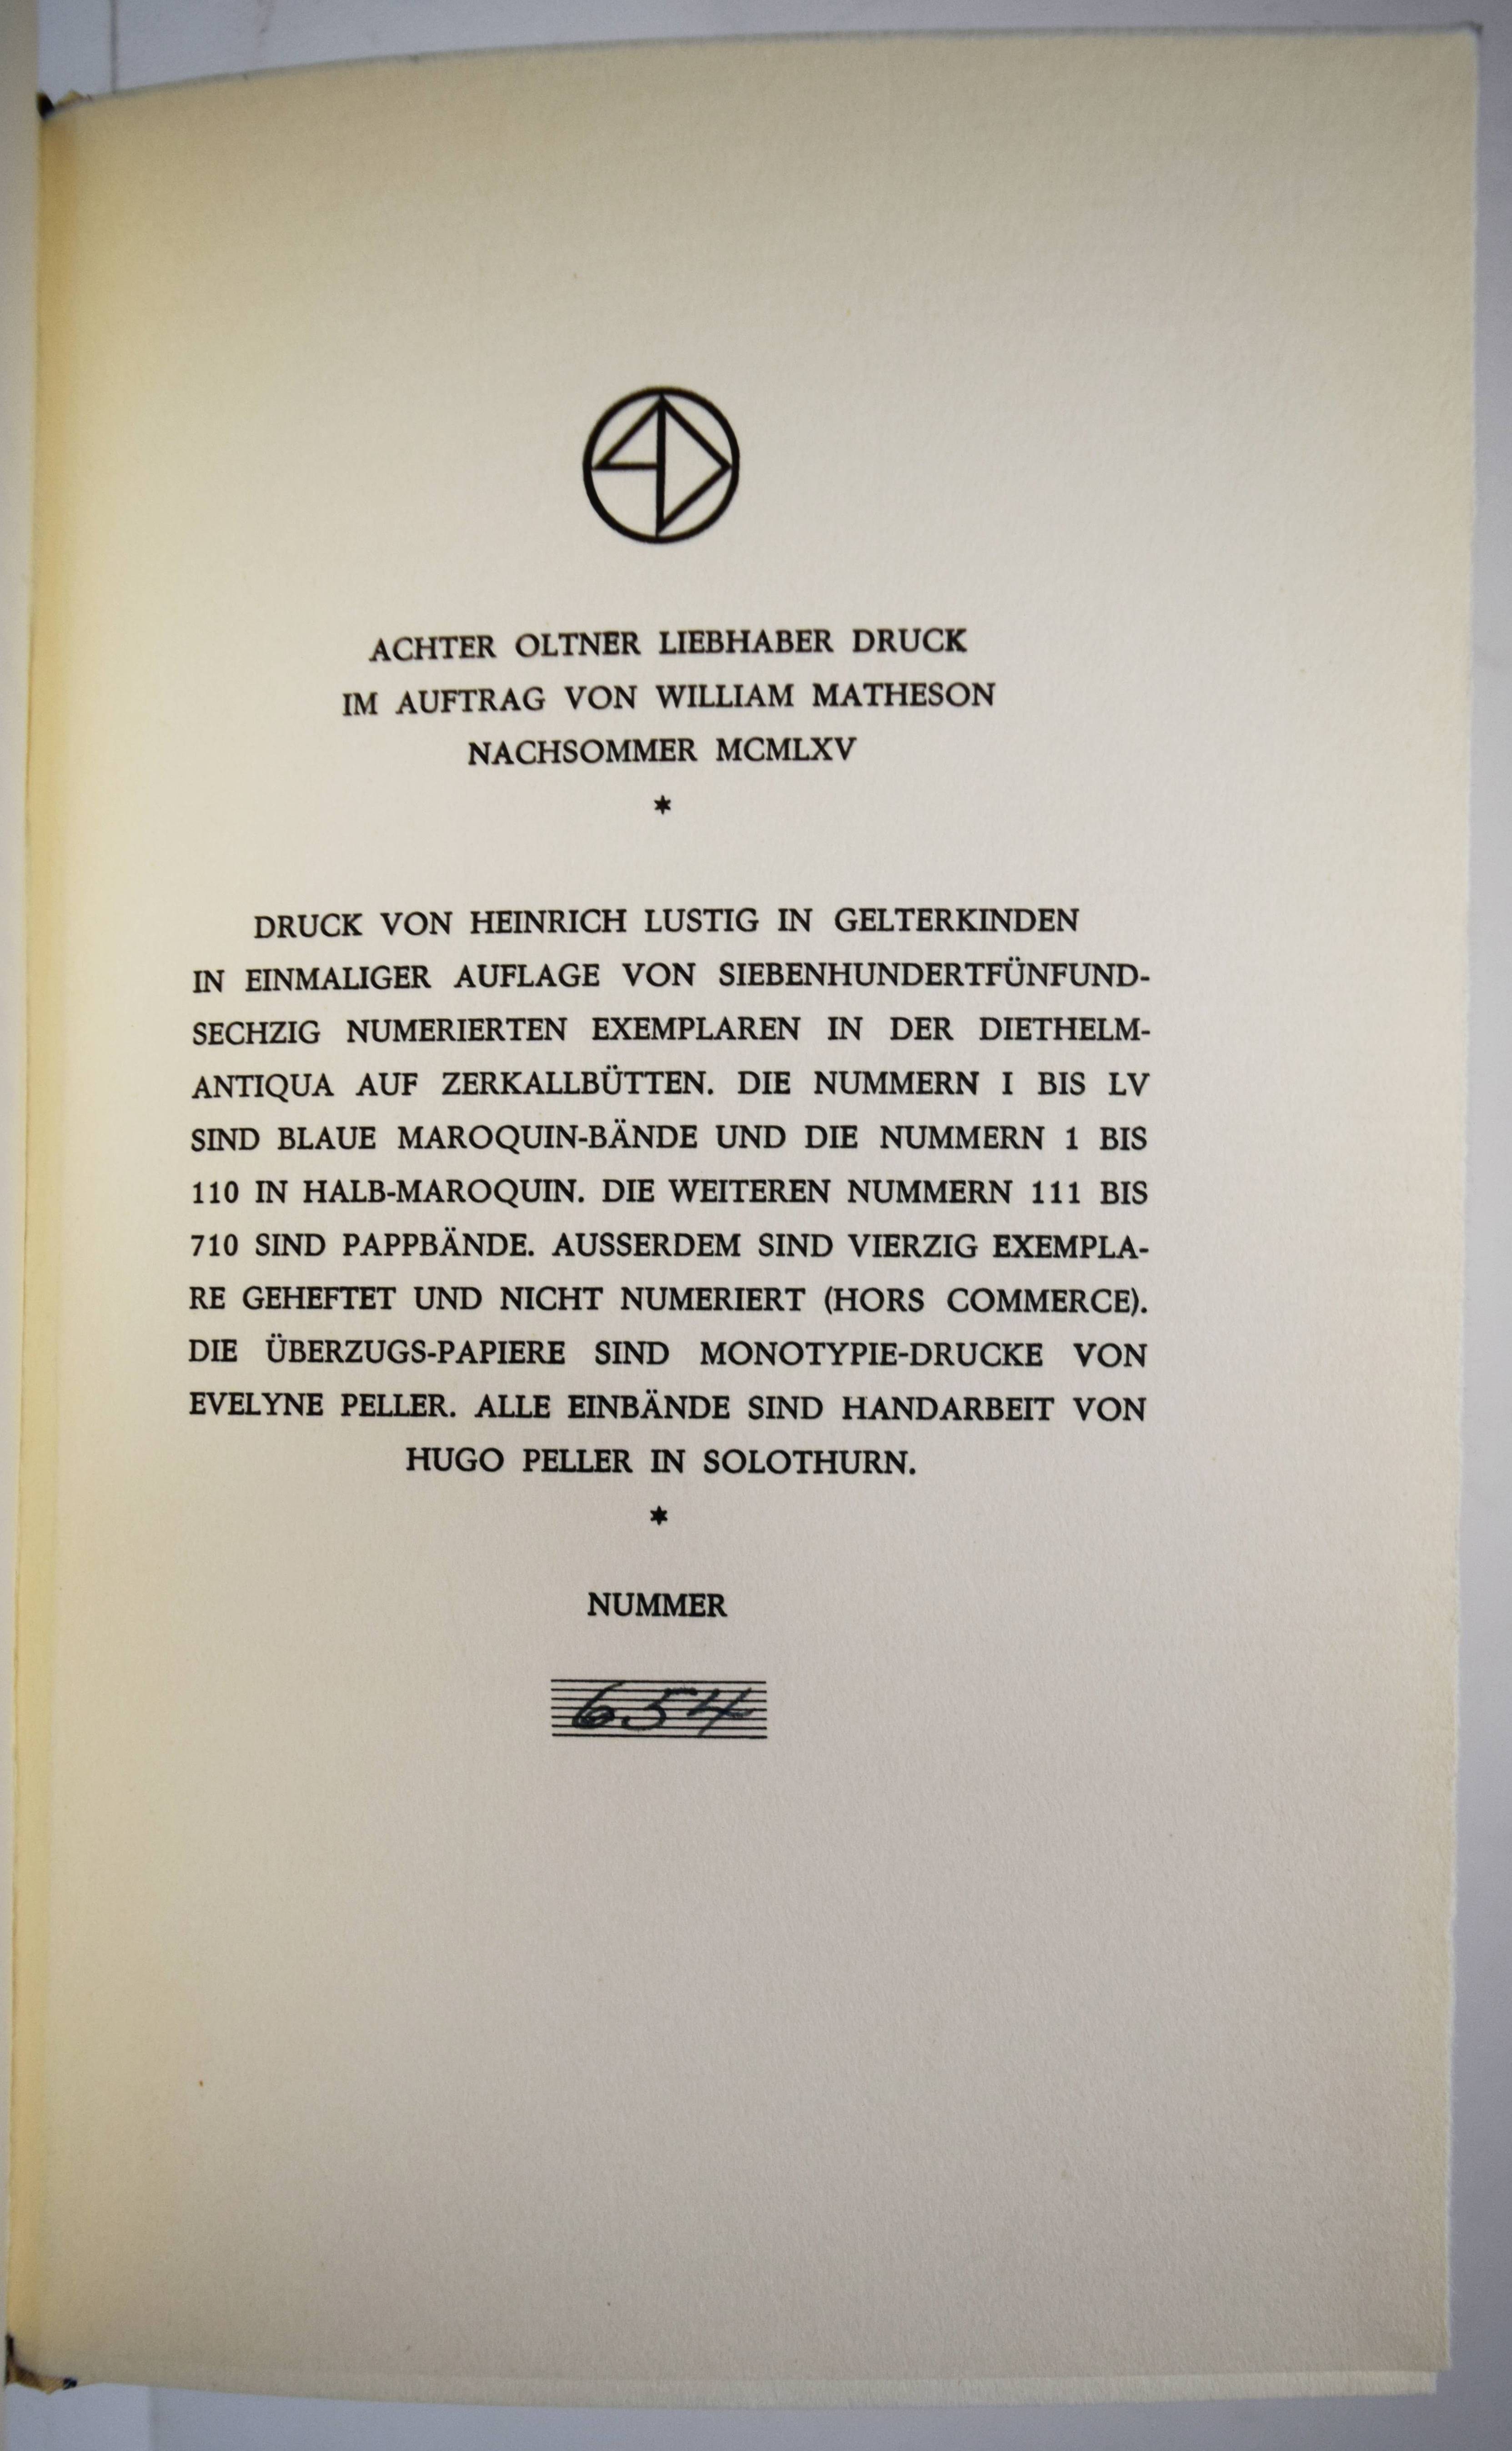 ACHTER OLTNER LIEBHABER DRUCK
IM AUFTRAG VON WILLIAM MATHESON
NACHSOMMER MCMLXV
*
DRUCK VON HEINRICH LUSTIG IN GELTERKINDEN
IN EINMALIGER AUFLAGE VON SIEBENHUNDERTFÜNFUND-
SECHZIG NUMERIERTEN EXEMPLAREN IN DER DIETHELM-
ANTIQUA AUF ZERKALLBÜTTEN. DIE NUMMERN I BIS LV
SIND BLAUE MAROQUIN-BÄNDE UND DIE NUMMERN 1 BIS
110 IN HALB-MAROQUIN. DIE WEITEREN NUMMERN 111 BIS
710 SIND PAPPBÄNDE. AUSSERDEM SIND VIERZIG EXEMPLA-
RE GEHEFTET UND NICHT NUMERIERT (HORS COMMERCE).
DIE ÜBERZUGS-PAPIERE SIND MONOTYPIE-DRUCKE VON
EVELYNE PELLER. ALLE EINBÄNDE SIND HANDARBEIT VON
HUGO PELLER IN SOLOTHURN.
*
NUMMER
654